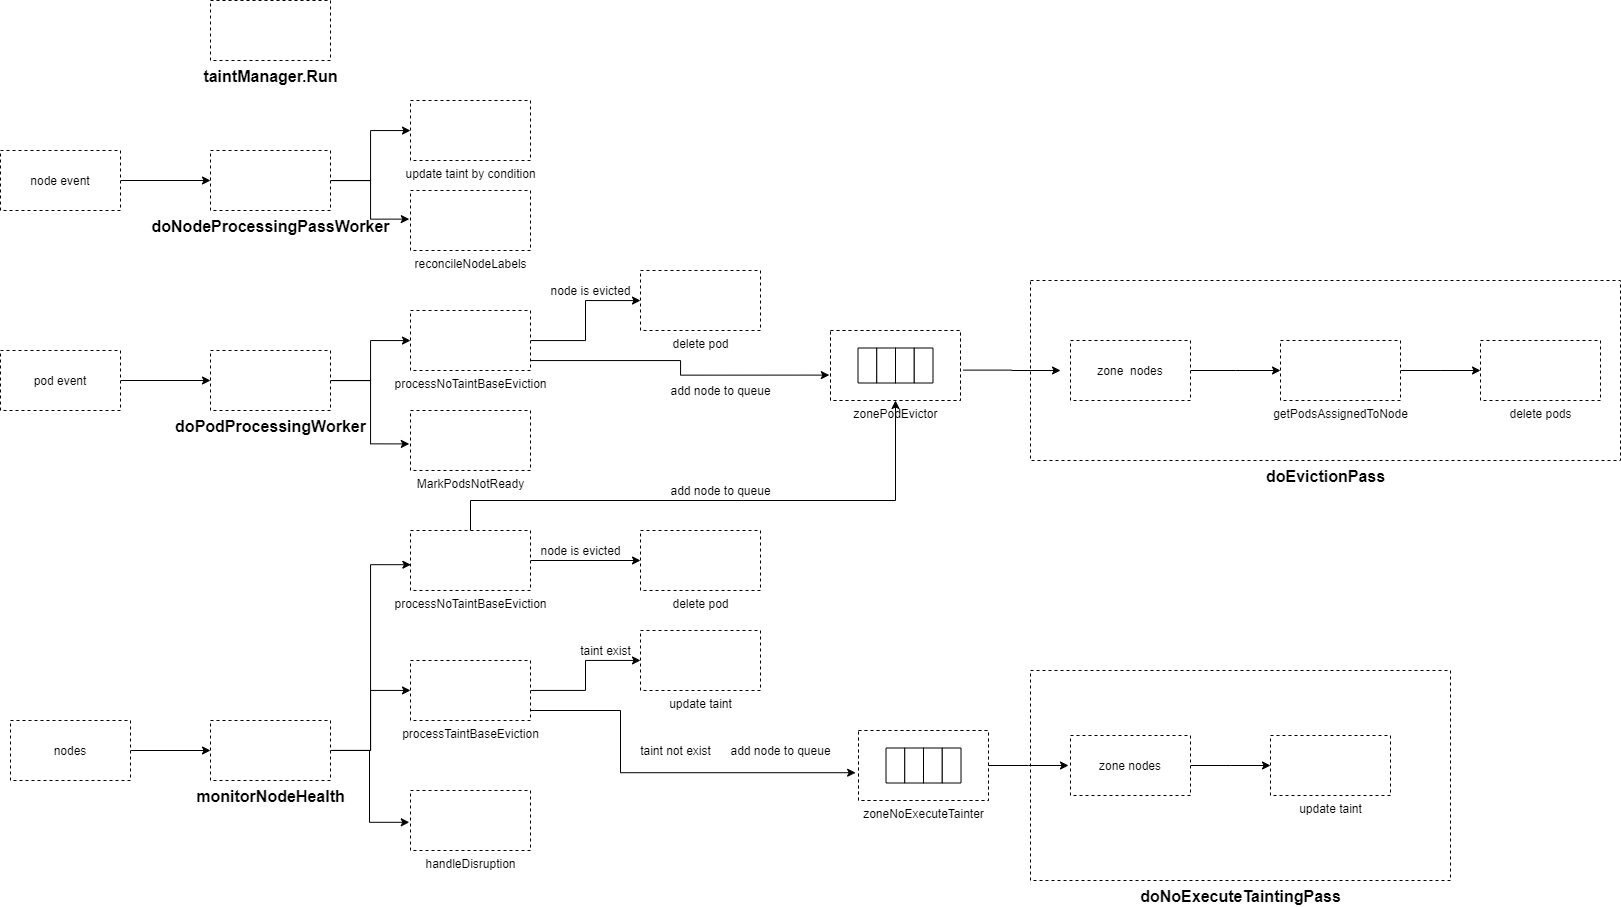 taintManager.Run
node event
doNodeProcessingPassWorker
update taint by condition
reconcileNodeLabels
pod event
doPodProcessingWorker
processNoTaintBaseEviction
node is evicted
delete pod
add node to queue
MarkPodsNotReady
zonePodEvictor
zone nodes
getPodsAssignedToNode
delete pods
doEvictionPass
add node to queue
processNoTaintBaseEviction
node is evicted
delete pod
nodes
monitorNodeHealth
processTaintBaseEviction
taint exist
update taint
taint not exist add node to queue
handleDisruption
zoneNoExecuteTainter
zone nodes
update taint
doNoExecuteTaintingPass